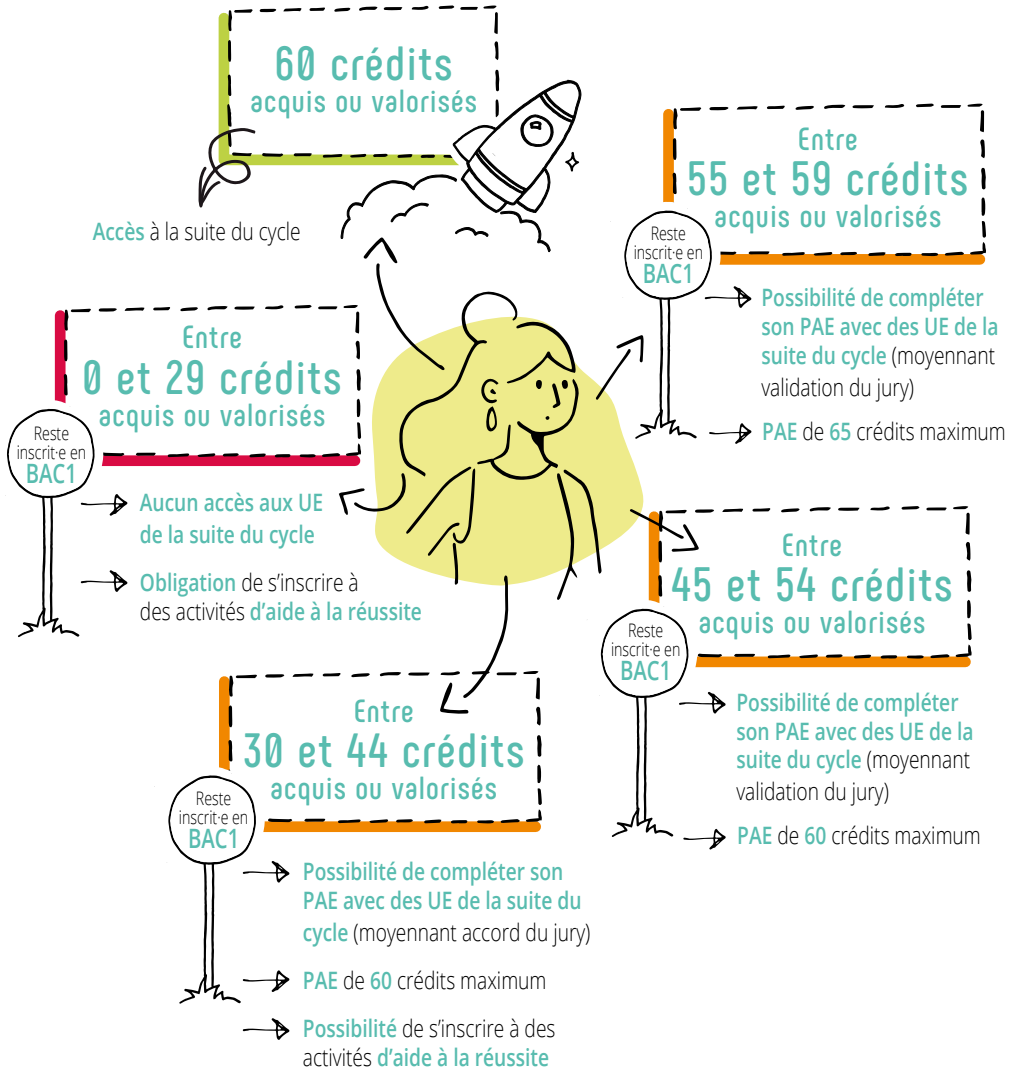 60 crédits
acquis ou valorisés
Accès à la suite du cycle
Entre
55 et 59 crédits
acquis ou valorisés
Reste
inscrit·e en
BAC1
Possibilité de compléter
son PAE avec des UE de la
suite du cycle (moyennant
validation du jury)
PAE de 65 crédits maximum
Entre
0 et 29 crédits
acquis ou valorisés
Reste
inscrit·e en
BAC1
Aucun accès aux UE
de la suite du cycle
Obligation de s’inscrire à
des activités d’aide à la réussite
Entre
45 et 54 crédits
acquis ou valorisés
Reste
inscrit·e en
BAC1
Possibilité de compléter
son PAE avec des UE de la
suite du cycle (moyennant
validation du jury)
PAE de 60 crédits maximum
Entre
30 et 44 crédits
acquis ou valorisés
Reste
inscrit·e en
BAC1
Possibilité de compléter son
PAE avec des UE de la suite du
cycle (moyennant accord du jury)
PAE de 60 crédits maximum
Possibilité de s’inscrire à des
activités d’aide à la réussite